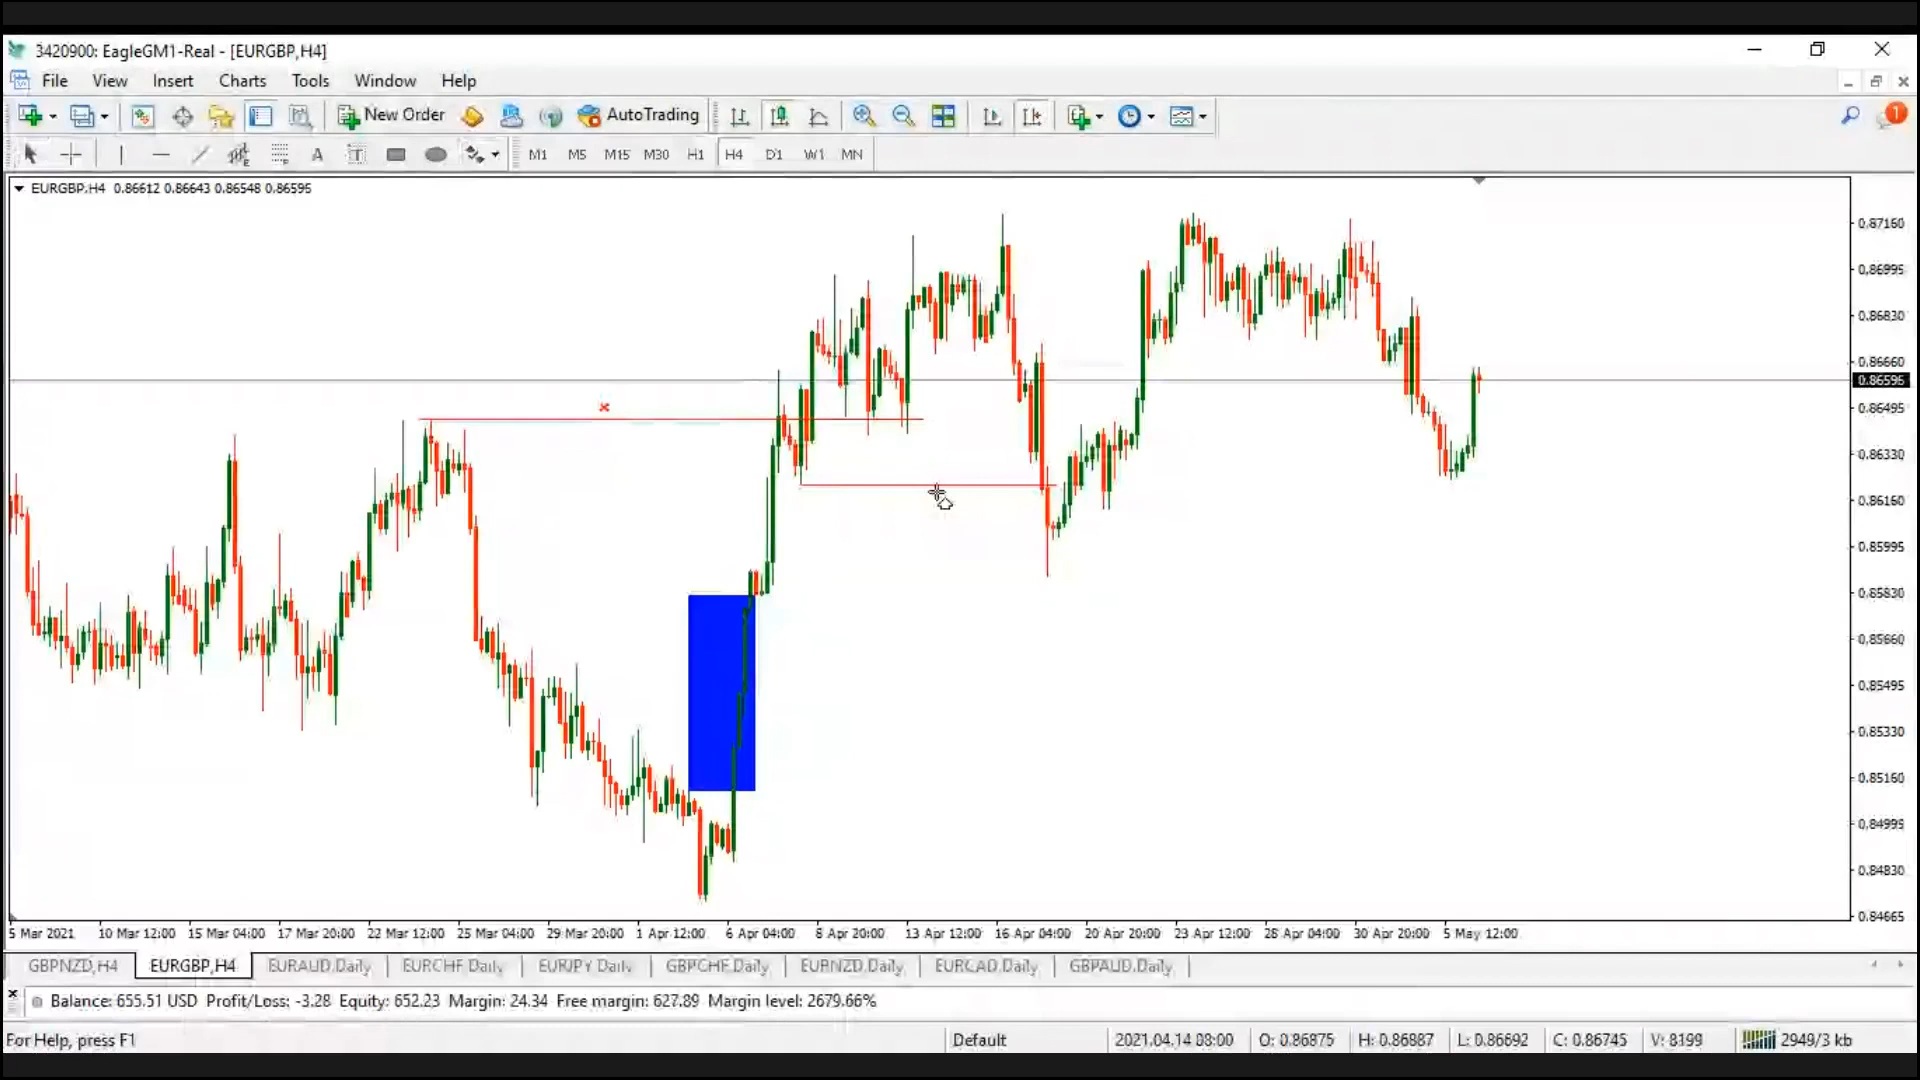 3420900: EagleGM1-Real - [EURGBP,H4]
File View Insert Charts Tools Window Help
New Order AutoTrading 1
A T M1 M5 M15 M30 H1 H4 D1 W1 MN
EURGBP,H4 0.86612 0.86643 0.86548 0.86595
0.87160
0.86995
0.86830
0.86660
0.86595
0.86495
0.86330
0.86160
0.85995
0.85830
0.85660
0.85495
0.85330
0.85160
0.84995
0.84830
0.84665
5 Mar 2021 10 Mar 12:00 15 Mar 04:00 17 Mar 20:00 22 Mar 12:00 25 Mar 04:00 29 Mar 20:00 1 Apr 12:00 6 Apr 04:00 8 Apr 20:00 13 Apr 12:00 16 Apr 04:00 20 Apr 20:00 23 Apr 12:00 28 Apr 04:00 30 Apr 20:00 5 May 12:00
GBPNZD,H4 EURGBP,H4 EURAUD,Daily EURCHF,Daily EURJPY,Daily GBPCHF,Daily EURNZD,Daily EURCAD,Daily GBPAUD,Daily
Balance: 655.51 USD Profit/Loss: -3.28 Equity: 652.23 Margin: 24.34 Free margin: 627.89 Margin level: 2679.66%
For Help, press F1 Default 2021.04.14 08:00 O: 0.86875 H: 0.86887 L: 0.86692 C: 0.86745 V: 8199 2949/3 kb